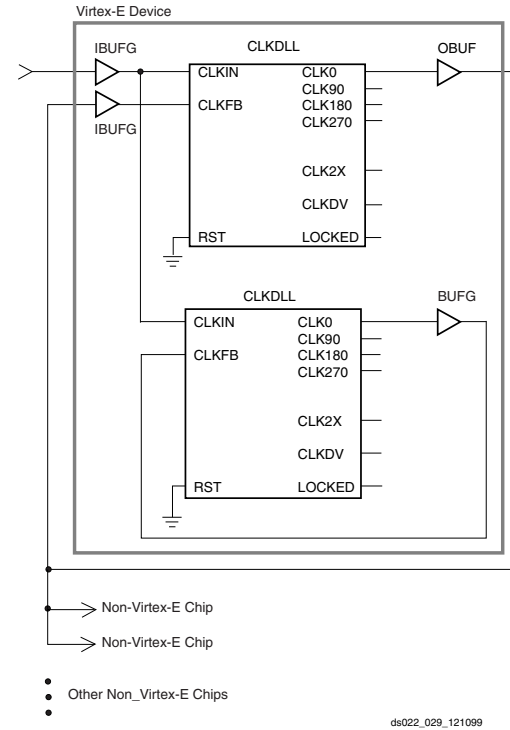 Virtex-E Device
IBUFG
CLKDLL
OBUF
CLKIN
CLK0
CLK90
CLKFB
CLK180
IBUFG
CLK270
CLK2X
CLKDV
RST
LOCKED
CLKDLL
BUFG
CLKIN
CLK0
CLK90
CLKFB
CLK180
CLK270
CLK2X
CLKDV
RST
LOCKED
Non-Virtex-E Chip
Non-Virtex-E Chip
Other Non_Virtex-E Chips
ds022_029_121099